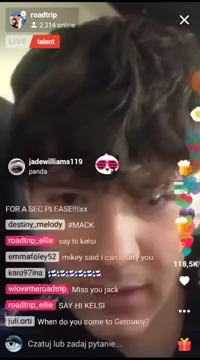 roadtrip
2 214 online
LIVE talent
jadewilliams119
panda
FOR A SEC PLEASE!!!xx
destiny_melody #MACK
roadtrip_ellie say hi kelsi
emmafoley52 mikey said i can marry you
karo97ina
wlovetheroadtrip Miss you jack
roadtrip_ellie SAY HI KELSI
juli.orti When do you come to Germany?
118,5K
Czatuj lub zadaj pytanie...